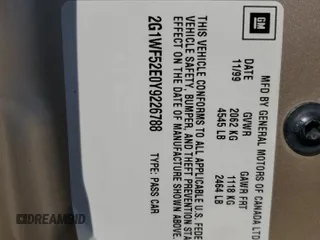 GM
MFD BY GENERAL MOTORS OF CANADA LTD
DATE GVWR GAWR FRT
11/99 2062 KG 1118 KG
4545 LB 2464 LB
THIS VEHICLE CONFORMS TO ALL APPLICABLE U.S. FEDE
VEHICLE SAFETY, BUMPER, AND THEFT PREVENTION STA
EFFECT ON THE DATE OF MANUFACTURE SHOWN ABOVE.
2G1WF52E0Y9226788 TYPE: PASS CAR
DREAMBID